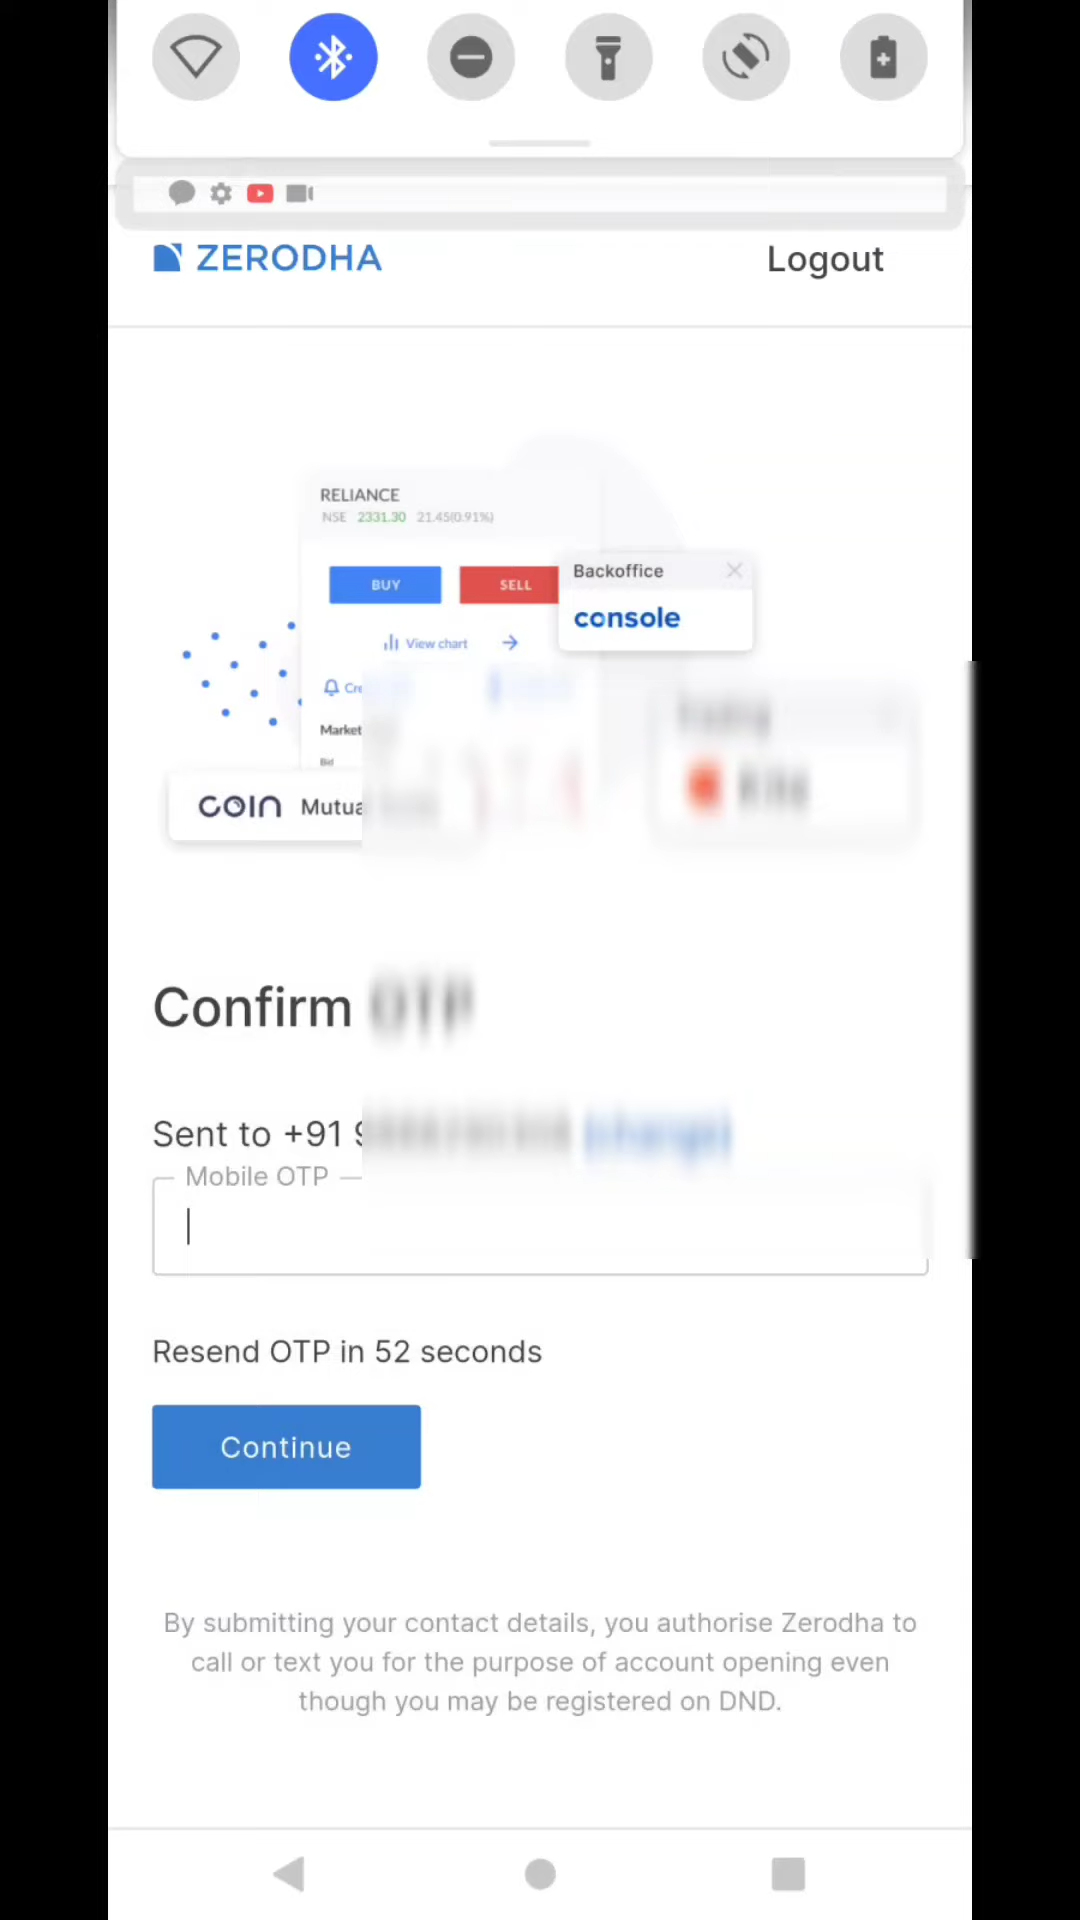 ZERODHA
Logout
RELIANCE
NSE 2331.30 21.45(0.91%)
BUY SELL
Backoffice
console
View chart
Market
Bid
COIN
Confirm
Sent to +91
Mobile OTP
Resend OTP in 52 seconds
Continue
By submitting your contact details, you authorise Zerodha to
call or text you for the purpose of account opening even
though you may be registered on DND.